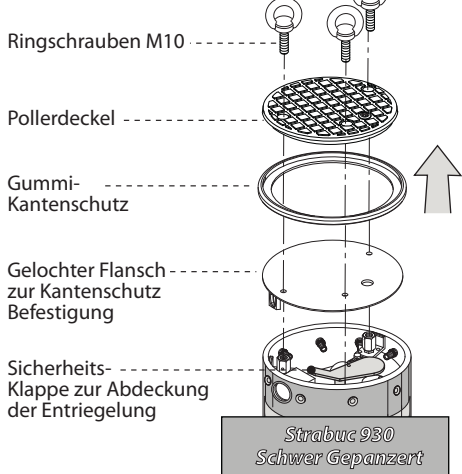 Ringschrauben M10
Pollerdeckel
Gummi-
Kantenschutz
Gelochter Flansch
zur Kantenschutz
Befestigung
Sicherheits-
Klappe zur Abdeckung
der Entriegelung
Strabuc 930
Schwer Gepanzert